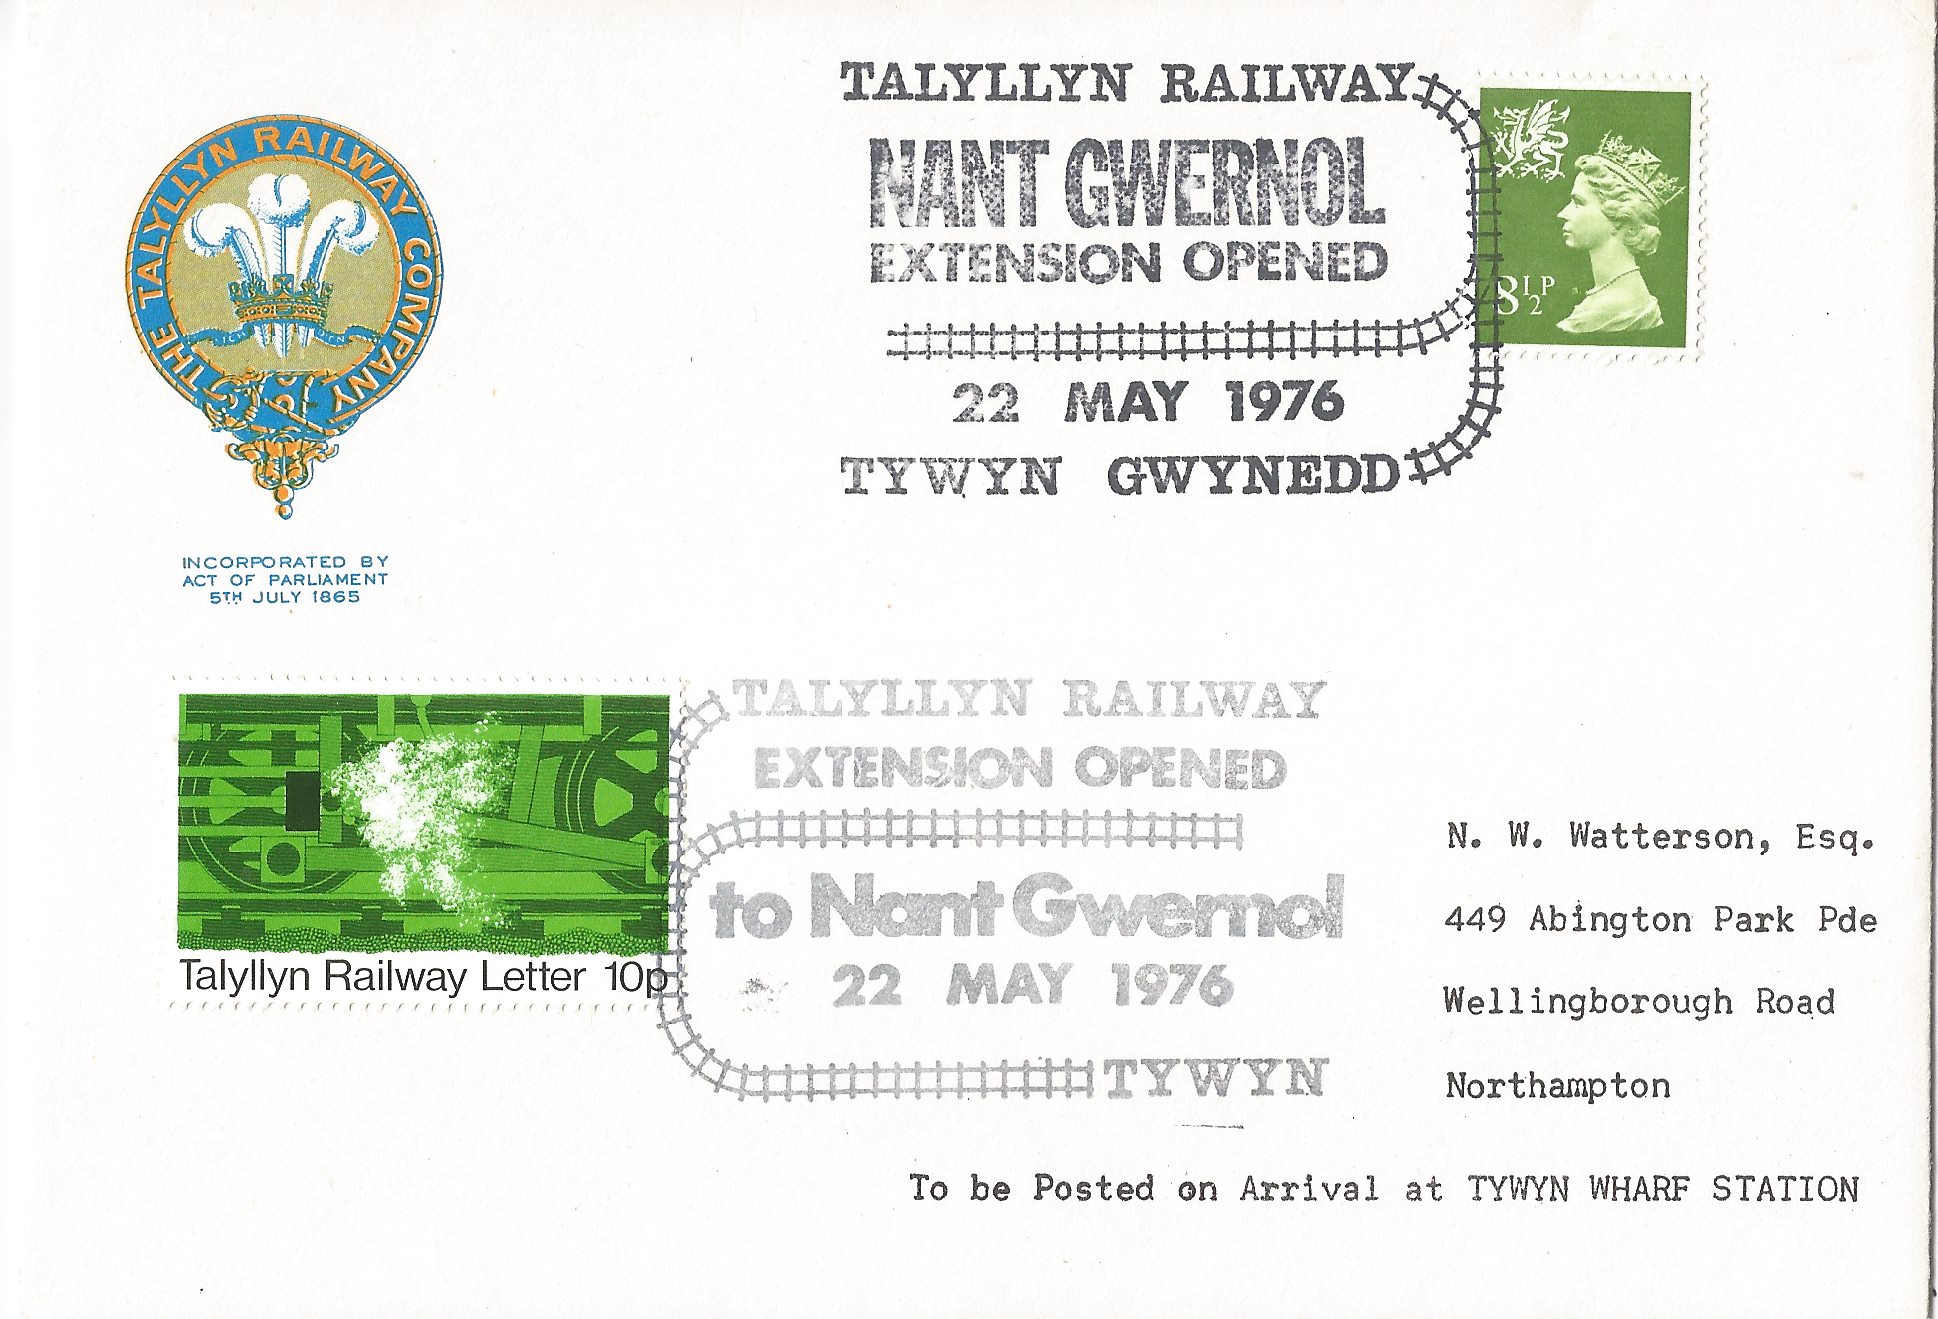 THE TALYLLYN RAILWAY COMPANY
INCORPORATED BY
ACT OF PARLIAMENT
5TH JULY 1865
TALYLLYN RAILWAY
NANT GWERNOL
EXTENSION OPENED
22 MAY 1976
TYWYN GWYNEDD
8½P
Talyllyn Railway Letter 10p
TALYLLYN RAILWAY
EXTENSION OPENED
to Nant Gwernol
22 MAY 1976
TYWYN
N. W. Watterson, Esq.
449 Abington Park Pde
Wellingborough Road
Northampton
To be Posted on Arrival at TYWYN WHARF STATION